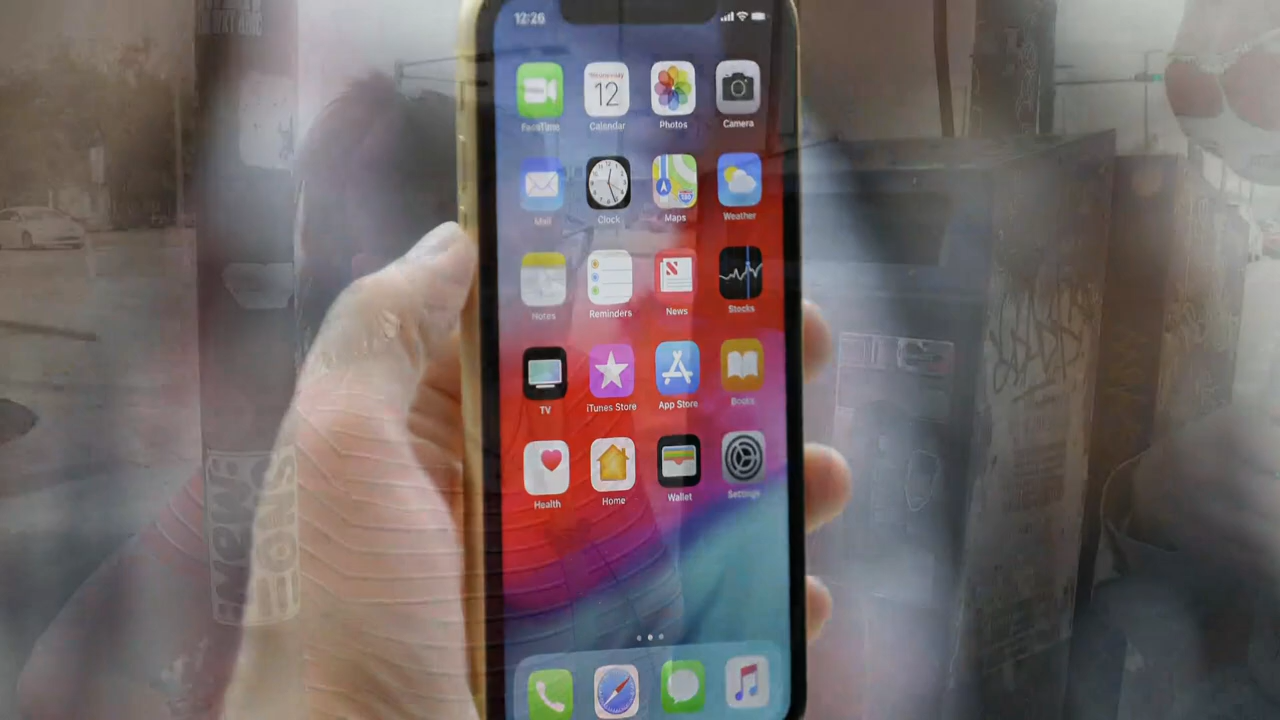 12:26
FaceTime Calendar Photos Camera
Wednesday
12
Mail Clock Maps Weather
Notes Reminders News Stocks
TV iTunes Store App Store Books
Health Home Wallet Settings